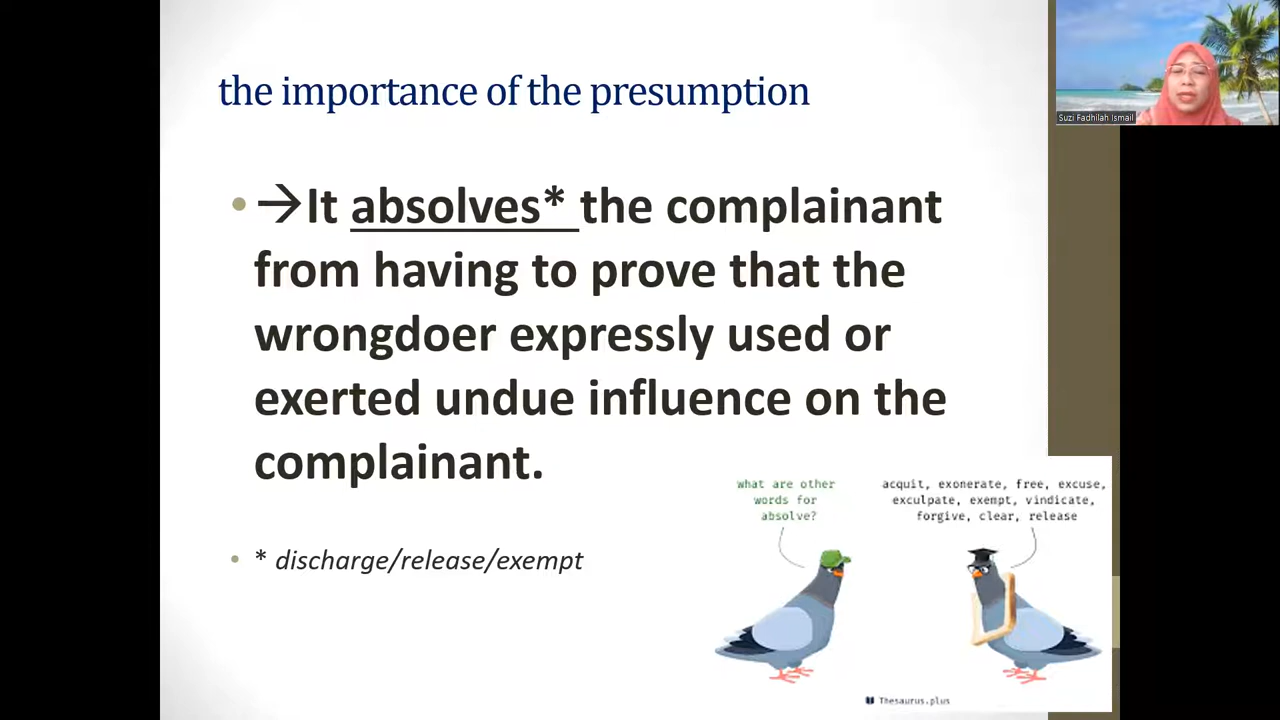 the importance of the presumption
→It absolves* the complainant
from having to prove that the
wrongdoer expressly used or
exerted undue influence on the
complainant.
* discharge/release/exempt
what are other
words for
absolve?
acquit, exonerate, free, excuse,
exculpate, exempt, vindicate,
forgive, clear, release
Thesaurus.plus
Suzi Fadhilah Ismail